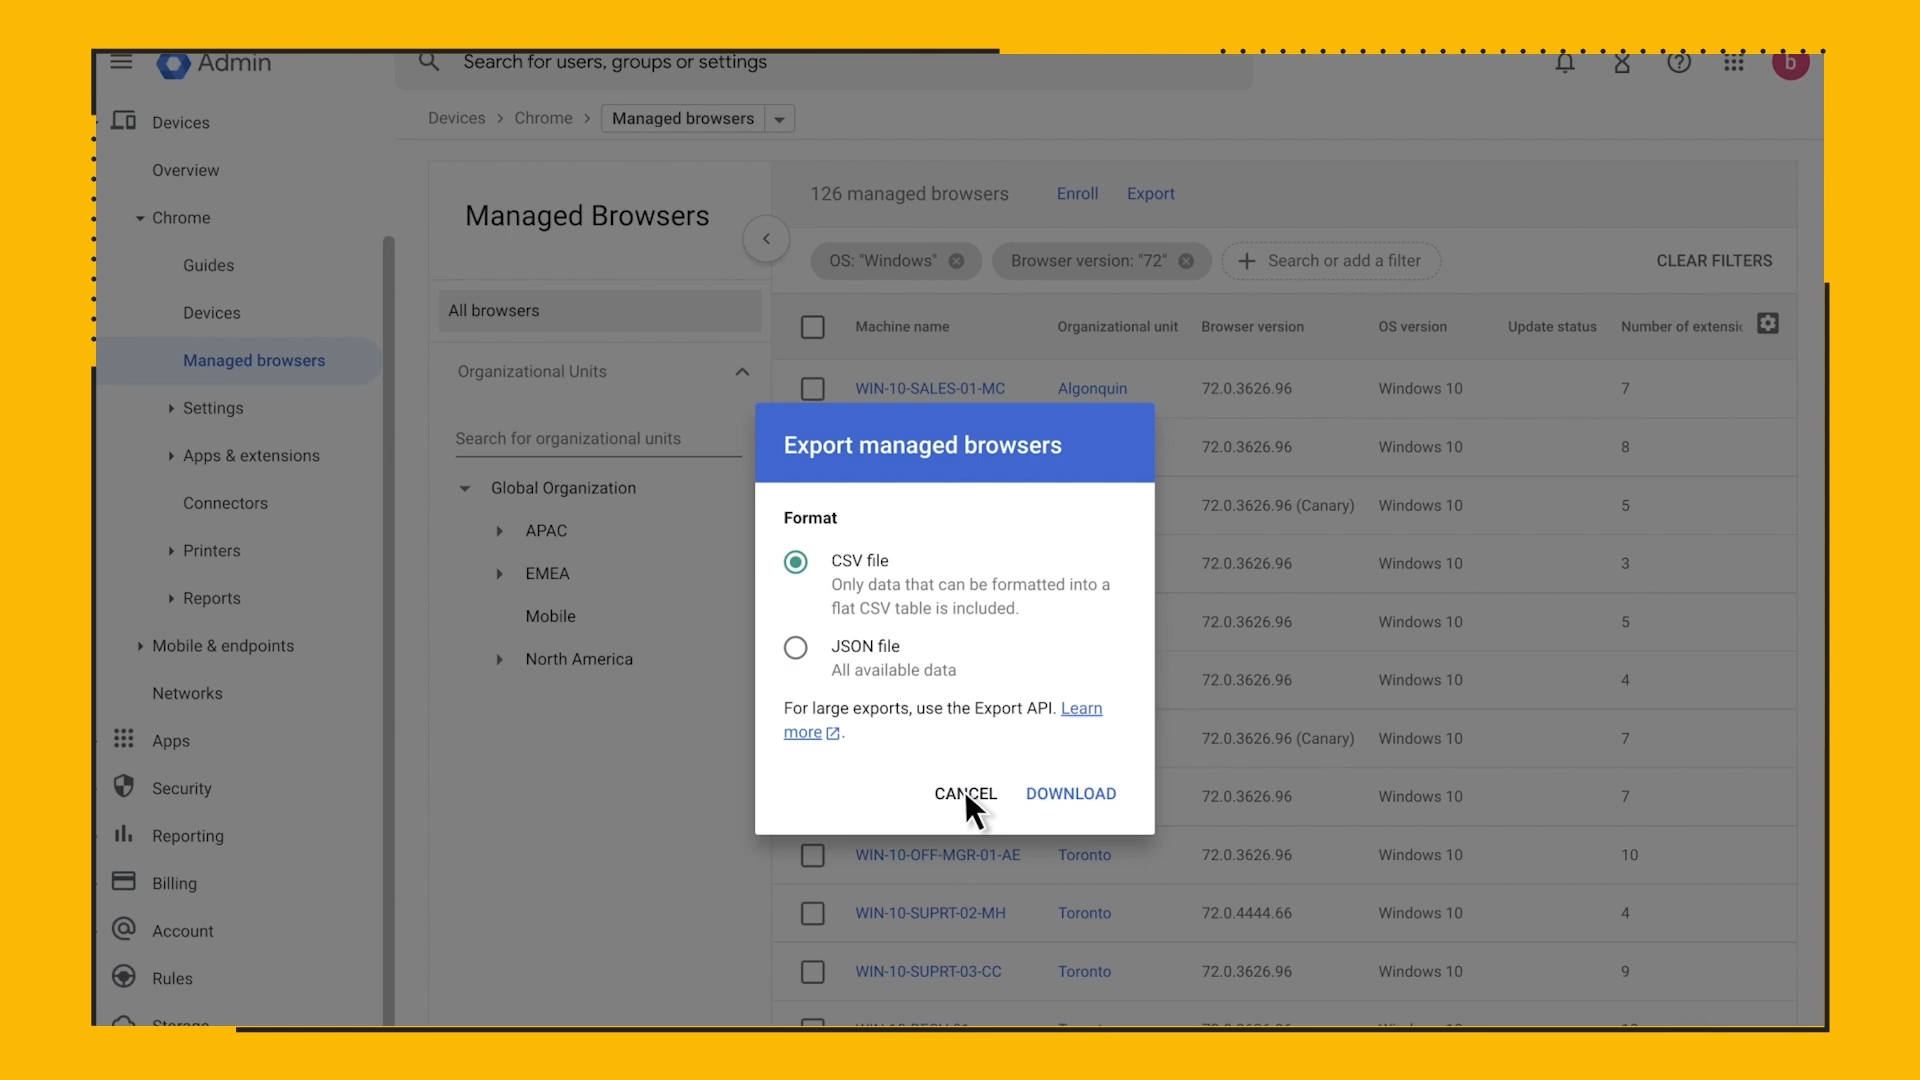 Admin
Search for users, groups or settings
b
Devices
Overview
Chrome
Guides
Devices
Managed browsers
Settings
Apps & extensions
Connectors
Printers
Reports
Mobile & endpoints
Networks
Apps
Security
Reporting
Billing
Account
Rules
Storage
Devices > Chrome > Managed browsers
Managed Browsers
All browsers
Organizational Units
Search for organizational units
Global Organization
APAC
EMEA
Mobile
North America
126 managed browsers Enroll Export
OS: "Windows" Browser version: "72" Search or add a filter CLEAR FILTERS
Machine name Organizational unit Browser version OS version Update status Number of extensi
WIN-10-SALES-01-MC Algonquin 72.0.3626.96 Windows 10 7
72.0.3626.96 Windows 10 8
72.0.3626.96 (Canary) Windows 10 5
72.0.3626.96 Windows 10 3
72.0.3626.96 Windows 10 5
72.0.3626.96 Windows 10 4
72.0.3626.96 (Canary) Windows 10 7
72.0.3626.96 Windows 10 7
WIN-10-OFF-MGR-01-AE Toronto 72.0.3626.96 Windows 10 10
WIN-10-SUPRT-02-MH Toronto 72.0.4444.66 Windows 10 4
WIN-10-SUPRT-03-CC Toronto 72.0.3626.96 Windows 10 9
Export managed browsers
Format
CSV file
Only data that can be formatted into a
flat CSV table is included.
JSON file
All available data
For large exports, use the Export API. Learn
more.
CANCEL DOWNLOAD